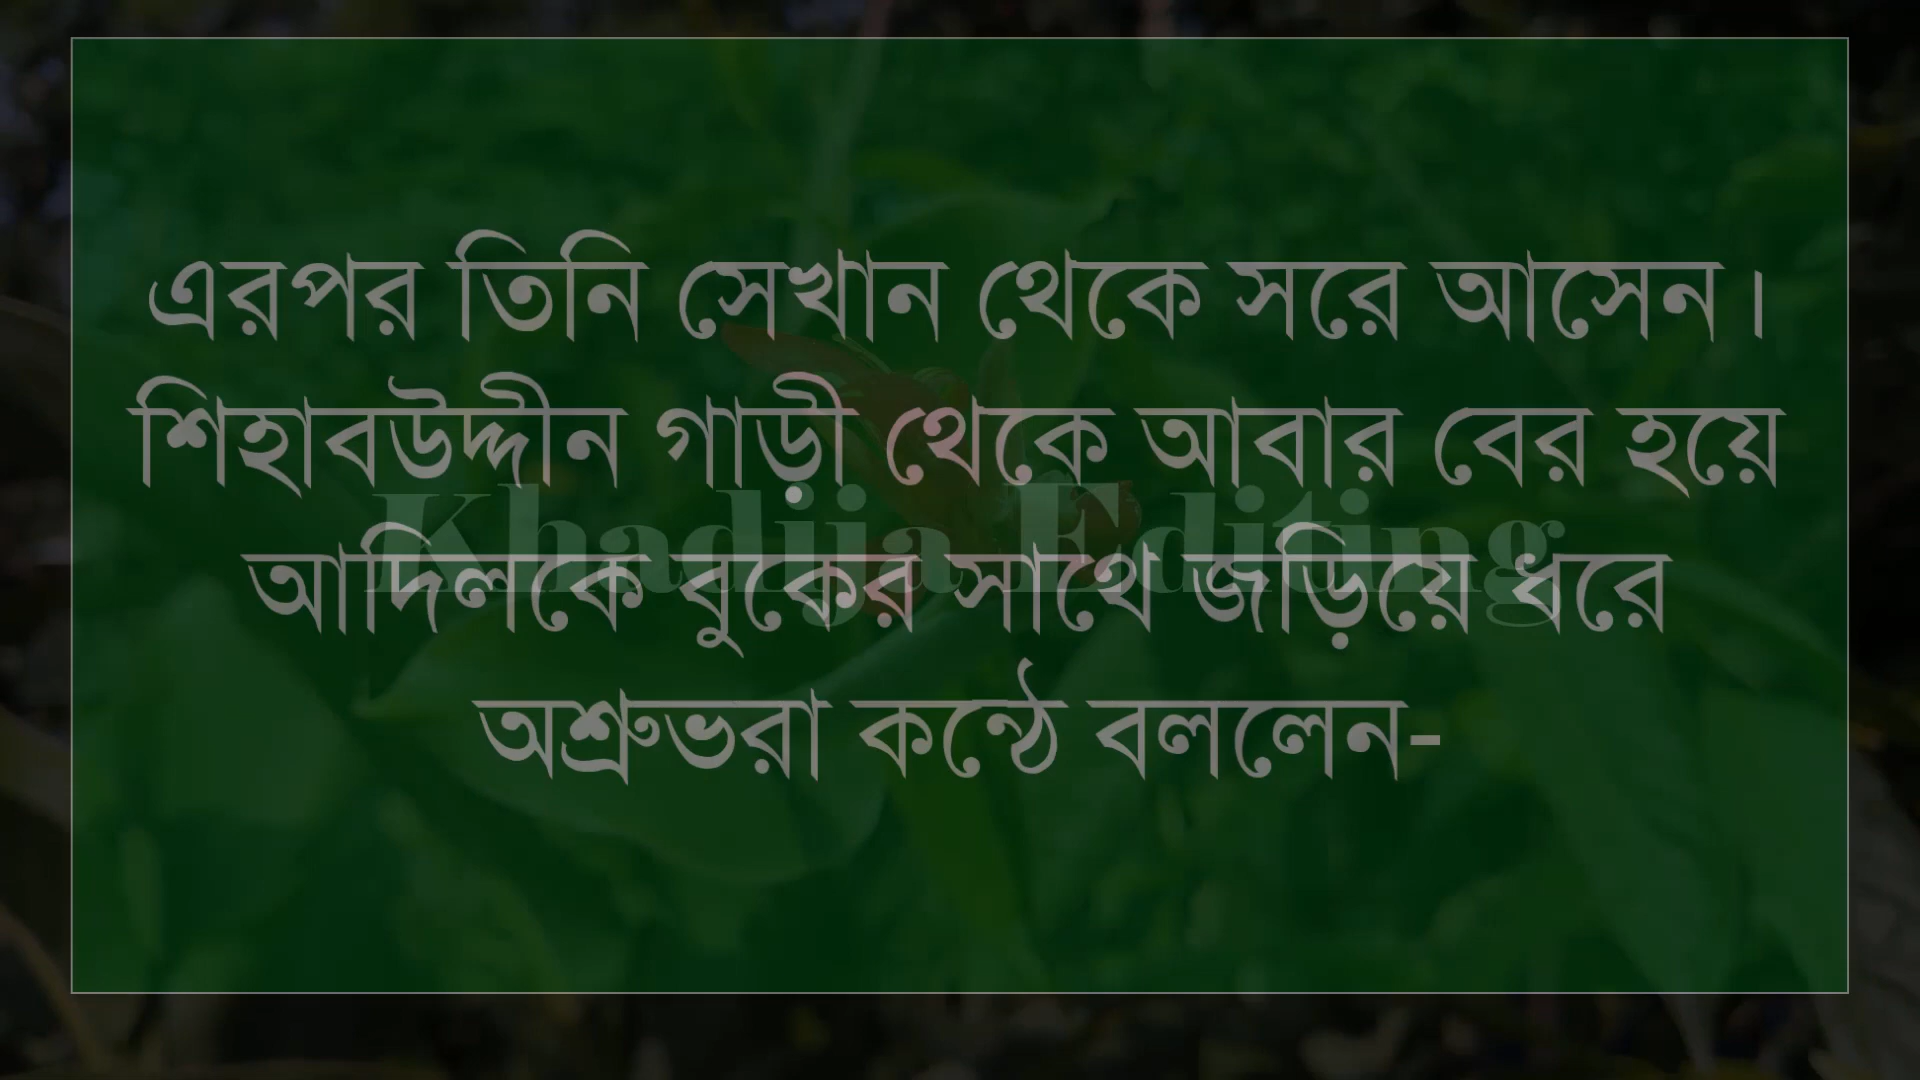 এরপর তিনি সেখান থেকে সরে আসেন।
শিহাবউদ্দীন গাড়ী থেকে আবার বের হয়ে
Khadija Editing
আদিলকে বুকের সাথে জড়িয়ে ধরে
অশ্রুভরা কন্ঠে বললেন-